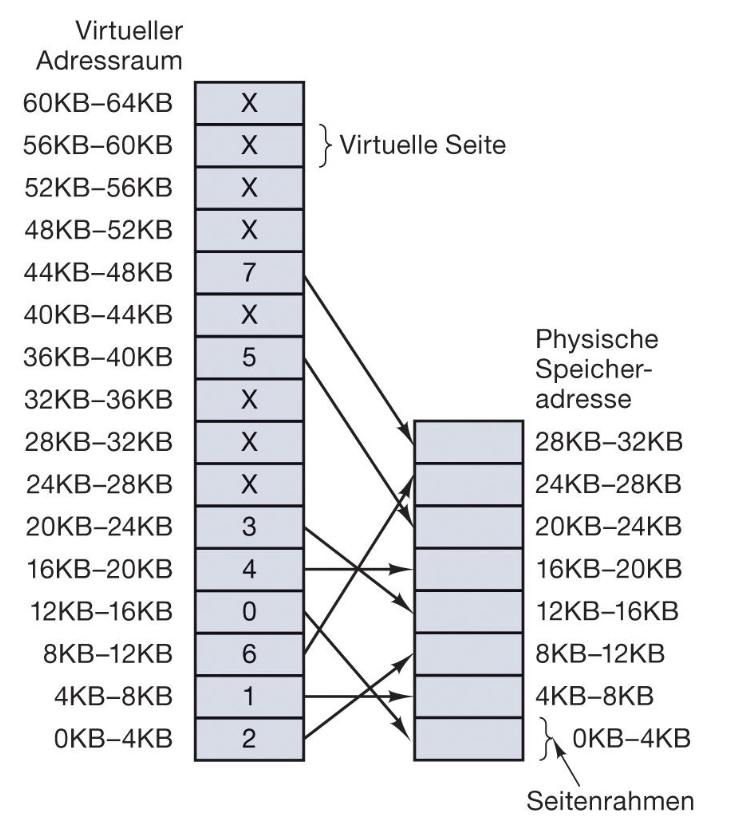 Virtueller
Adressraum
60KB–64KB X
56KB–60KB X Virtuelle Seite
52KB–56KB X
48KB–52KB X
44KB–48KB 7
40KB–44KB X
36KB–40KB 5
32KB–36KB X
28KB–32KB X
24KB–28KB X
20KB–24KB 3
16KB–20KB 4
12KB–16KB 0
8KB–12KB 6
4KB–8KB 1
0KB–4KB 2
Physische
Speicher-
adresse
28KB–32KB
24KB–28KB
20KB–24KB
16KB–20KB
12KB–16KB
8KB–12KB
4KB–8KB
0KB–4KB
Seitenrahmen